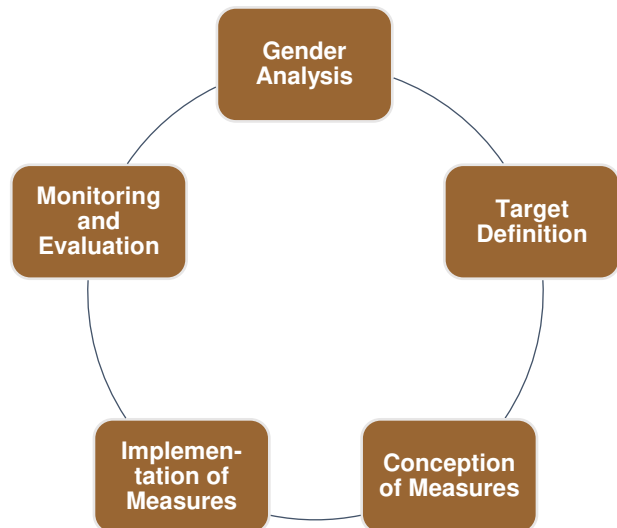 Gender
Analysis
Target
Definition
Conception
of Measures
Implemen-
tation of
Measures
Monitoring
and
Evaluation